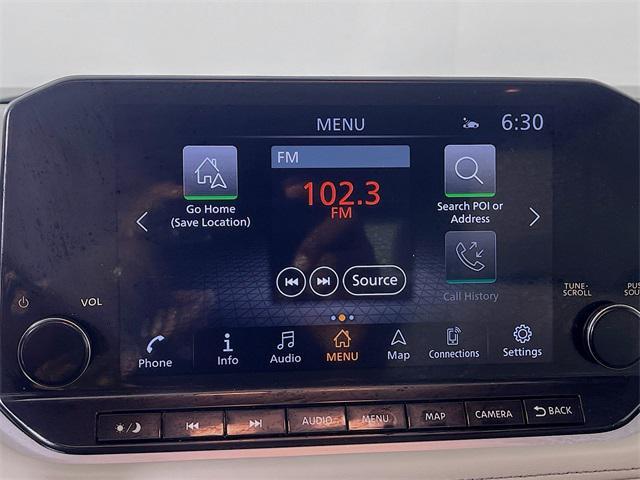 MENU
6:30
FM
102.3
FM
Go Home
(Save Location)
Search POI or
Address
Source
Call History
VOL
TUNE-
SCROLL
Phone
Info
Audio
MENU
Map
Connections
Settings
AUDIO
MENU
MAP
CAMERA
BACK